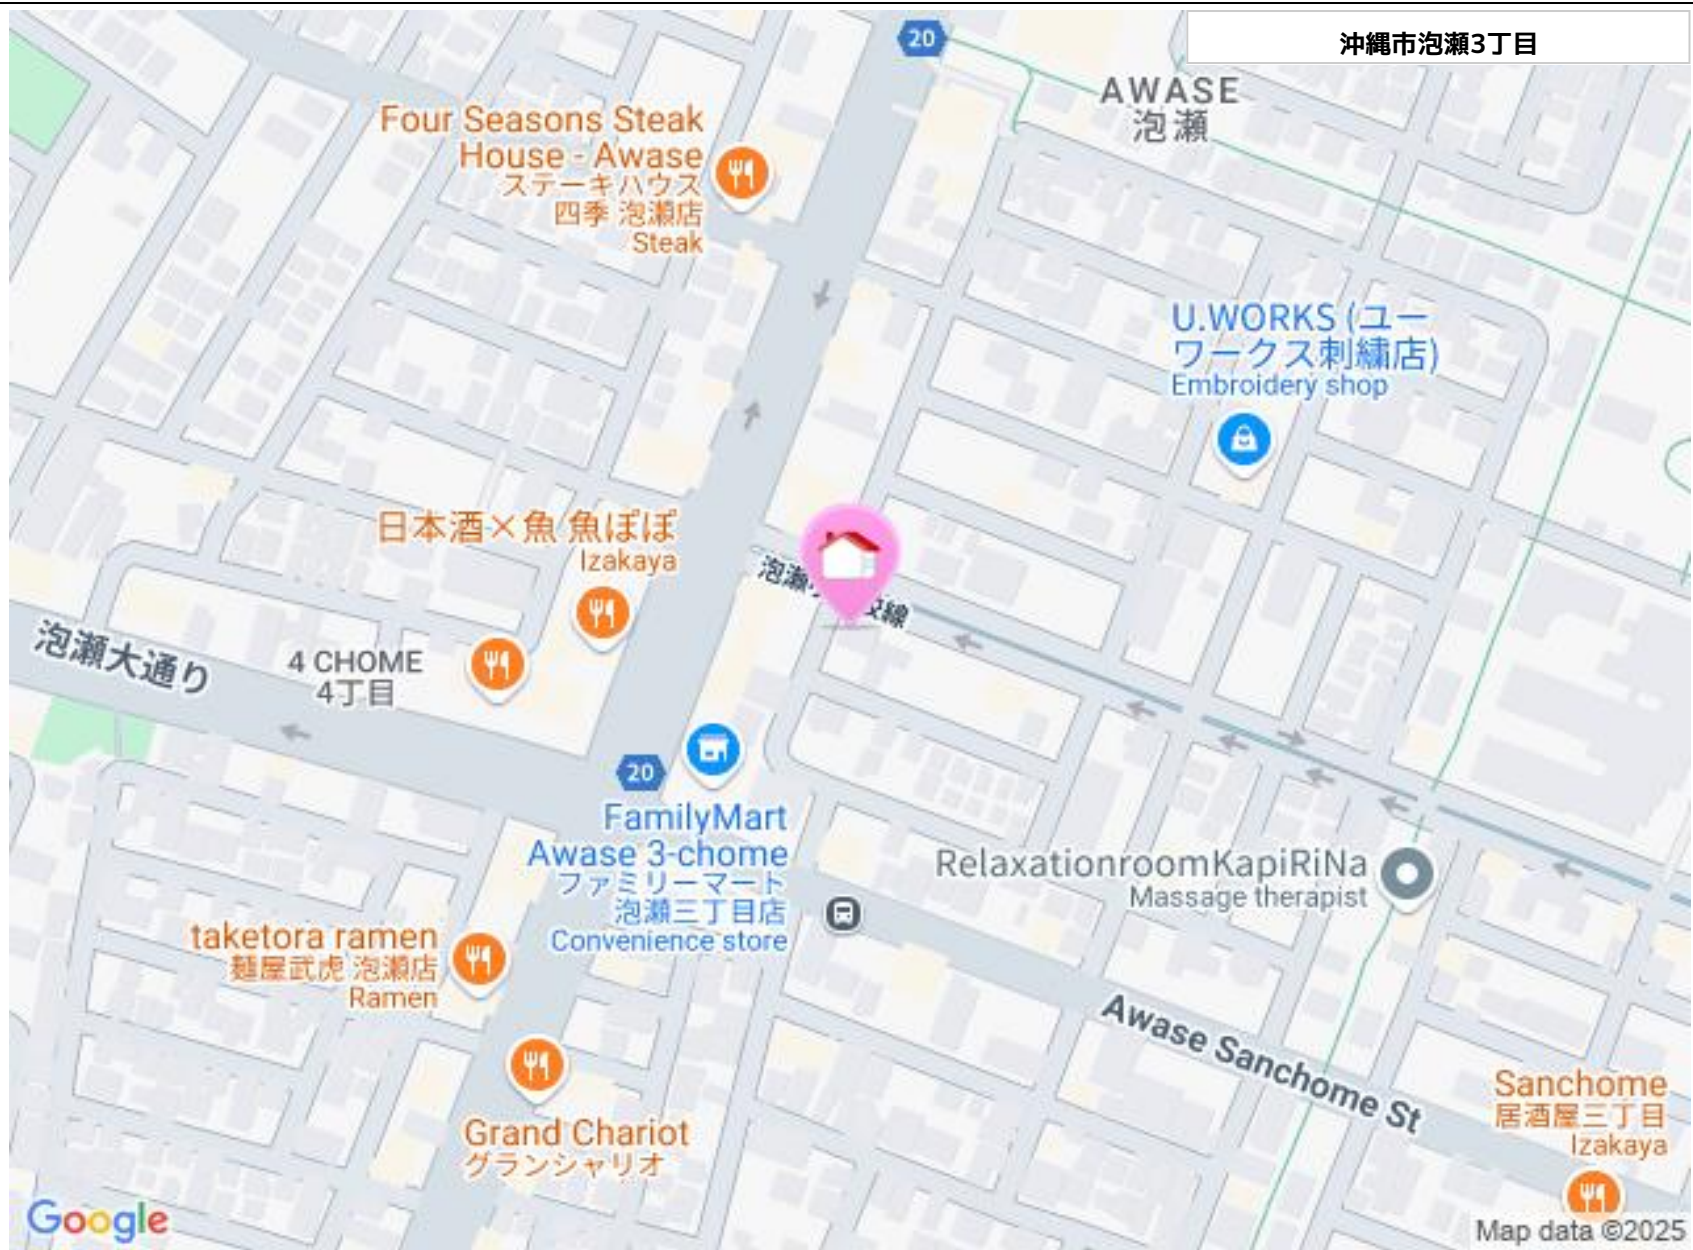 沖縄市泡瀬3丁目
20
AWASE
泡瀬
Four Seasons Steak
House - Awase
ステーキハウス
四季 泡瀬店
Steak
U.WORKS (ユー
ワークス刺繍店)
Embroidery shop
日本酒×魚 魚ぽぽ
Izakaya
泡瀬
線
泡瀬大通り
4 CHOME
4丁目
20
FamilyMart
Awase 3-chome
ファミリーマート
泡瀬三丁目店
Convenience store
RelaxationroomKapiRiNa
Massage therapist
taketora ramen
麺屋武虎 泡瀬店
Ramen
Awase Sanchome St
Grand Chariot
グランシャリオ
Sanchome
居酒屋三丁目
Izakaya
Google
Map data ©2025